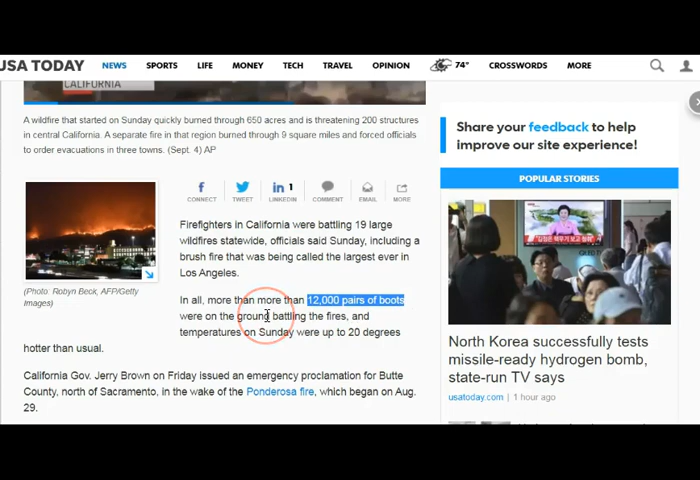 USA TODAY NEWS SPORTS LIFE MONEY TECH TRAVEL OPINION 74° CROSSWORDS MORE
CALIFORNIA
A wildfire that started on Sunday quickly burned through 650 acres and is threatening 200 structures
in central California. A separate fire in that region burned through 9 square miles and forced officials
to order evacuations in three towns. (Sept. 4) AP
(Photo: Robyn Beck, AFP/Getty
Images)
CONNECT TWEET 1 LINKEDIN COMMENT EMAIL MORE
Firefighters in California were battling 19 large
wildfires statewide, officials said Sunday, including a
brush fire that was being called the largest ever in
Los Angeles.
In all, more than more than 12,000 pairs of boots
were on the ground battling the fires, and
temperatures on Sunday were up to 20 degrees
hotter than usual.
California Gov. Jerry Brown on Friday issued an emergency proclamation for Butte
County, north of Sacramento, in the wake of the Ponderosa fire, which began on Aug.
29.
Share your feedback to help
improve our site experience!
POPULAR STORIES
North Korea successfully tests
missile-ready hydrogen bomb,
state-run TV says
usatoday.com | 1 hour ago